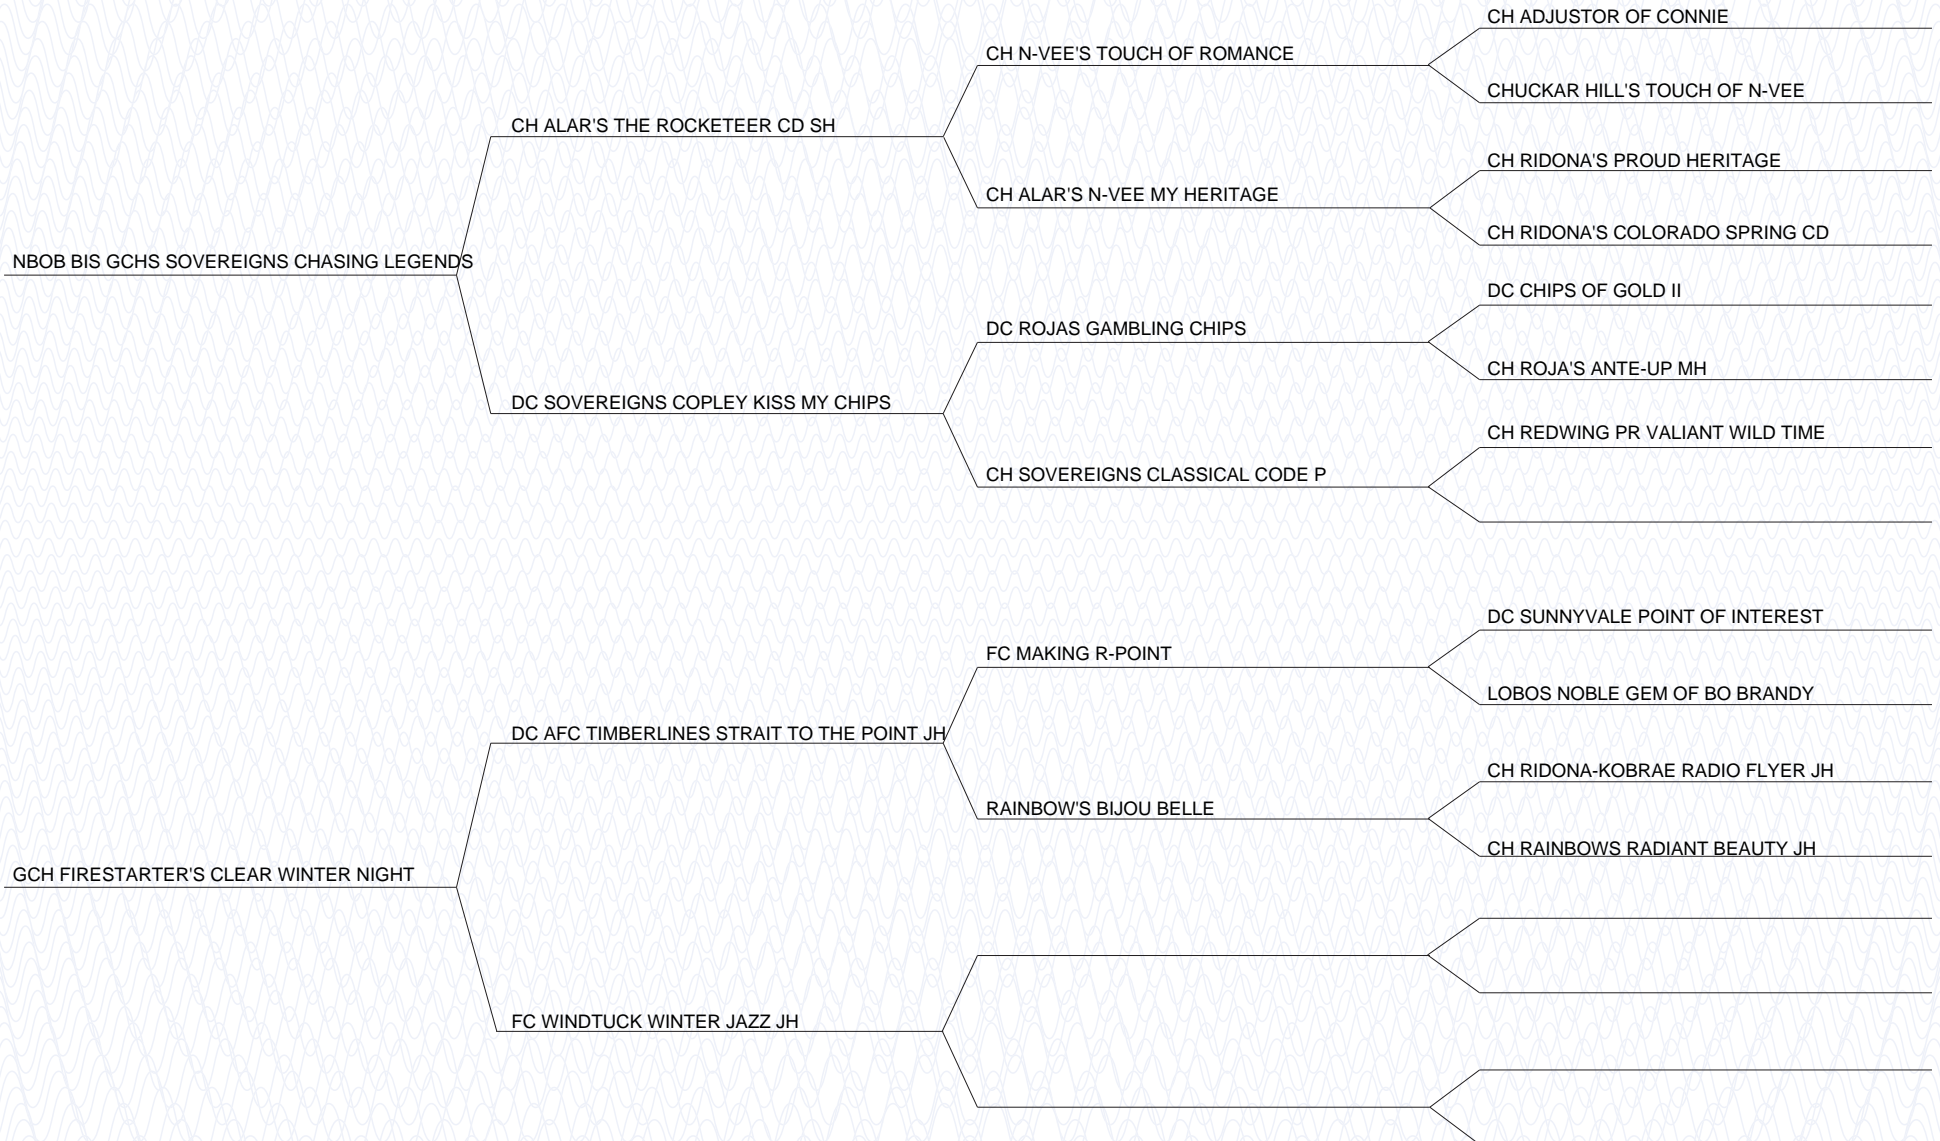 CH ADJUSTOR OF CONNIE
CH N-VEE'S TOUCH OF ROMANCE
CHUCKAR HILL'S TOUCH OF N-VEE
CH ALAR'S THE ROCKETEER CD SH
CH RIDONA'S PROUD HERITAGE
CH ALAR'S N-VEE MY HERITAGE
CH RIDONA'S COLORADO SPRING CD
NBOB BIS GCHS SOVEREIGNS CHASING LEGENDS
DC CHIPS OF GOLD II
DC ROJAS GAMBLING CHIPS
CH ROJA'S ANTE-UP MH
DC SOVEREIGNS COPLEY KISS MY CHIPS
CH REDWING PR VALIANT WILD TIME
CH SOVEREIGNS CLASSICAL CODE P
DC SUNNYVALE POINT OF INTEREST
FC MAKING R-POINT
LOBOS NOBLE GEM OF BO BRANDY
DC AFC TIMBERLINES STRAIT TO THE POINT JH
CH RIDONA-KOBRAE RADIO FLYER JH
RAINBOW'S BIJOU BELLE
CH RAINBOWS RADIANT BEAUTY JH
GCH FIRESTARTER'S CLEAR WINTER NIGHT
FC WINDTUCK WINTER JAZZ JH